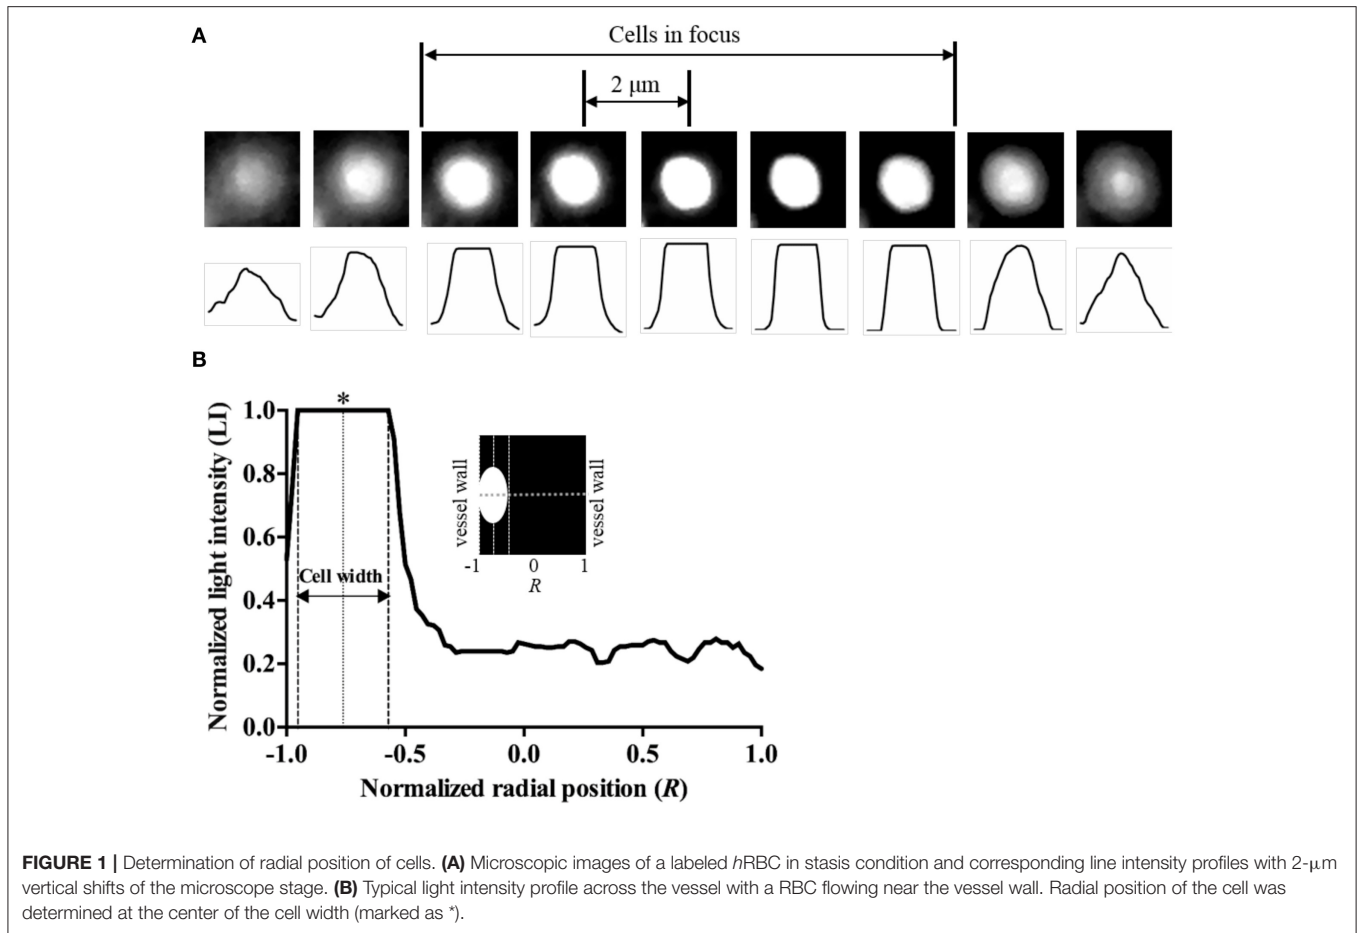 A
Cells in focus
2 μm
B
*
Normalized light intensity (LI)
1.0
0.8
0.6
0.4
0.2
0.0
Cell width
vessel wall
vessel wall
-1 0 1
R
-1.0 -0.5 0.0 0.5 1.0
Normalized radial position (R)
FIGURE 1 | Determination of radial position of cells. (A) Microscopic images of a labeled hRBC in stasis condition and corresponding line intensity profiles with 2-μm
vertical shifts of the microscope stage. (B) Typical light intensity profile across the vessel with a RBC flowing near the vessel wall. Radial position of the cell was
determined at the center of the cell width (marked as *).